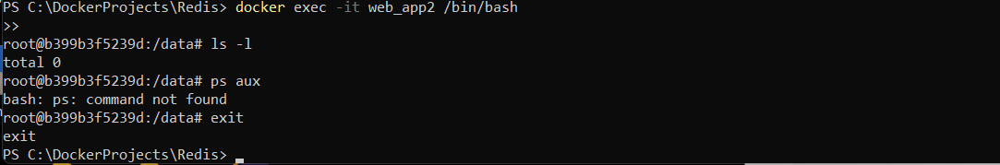 PS C:\DockerProjects\Redis> docker exec -it web_app2 /bin/bash
>>
root@b399b3f5239d:/data# ls -l
total 0
root@b399b3f5239d:/data# ps aux
bash: ps: command not found
root@b399b3f5239d:/data# exit
exit
PS C:\DockerProjects\Redis>